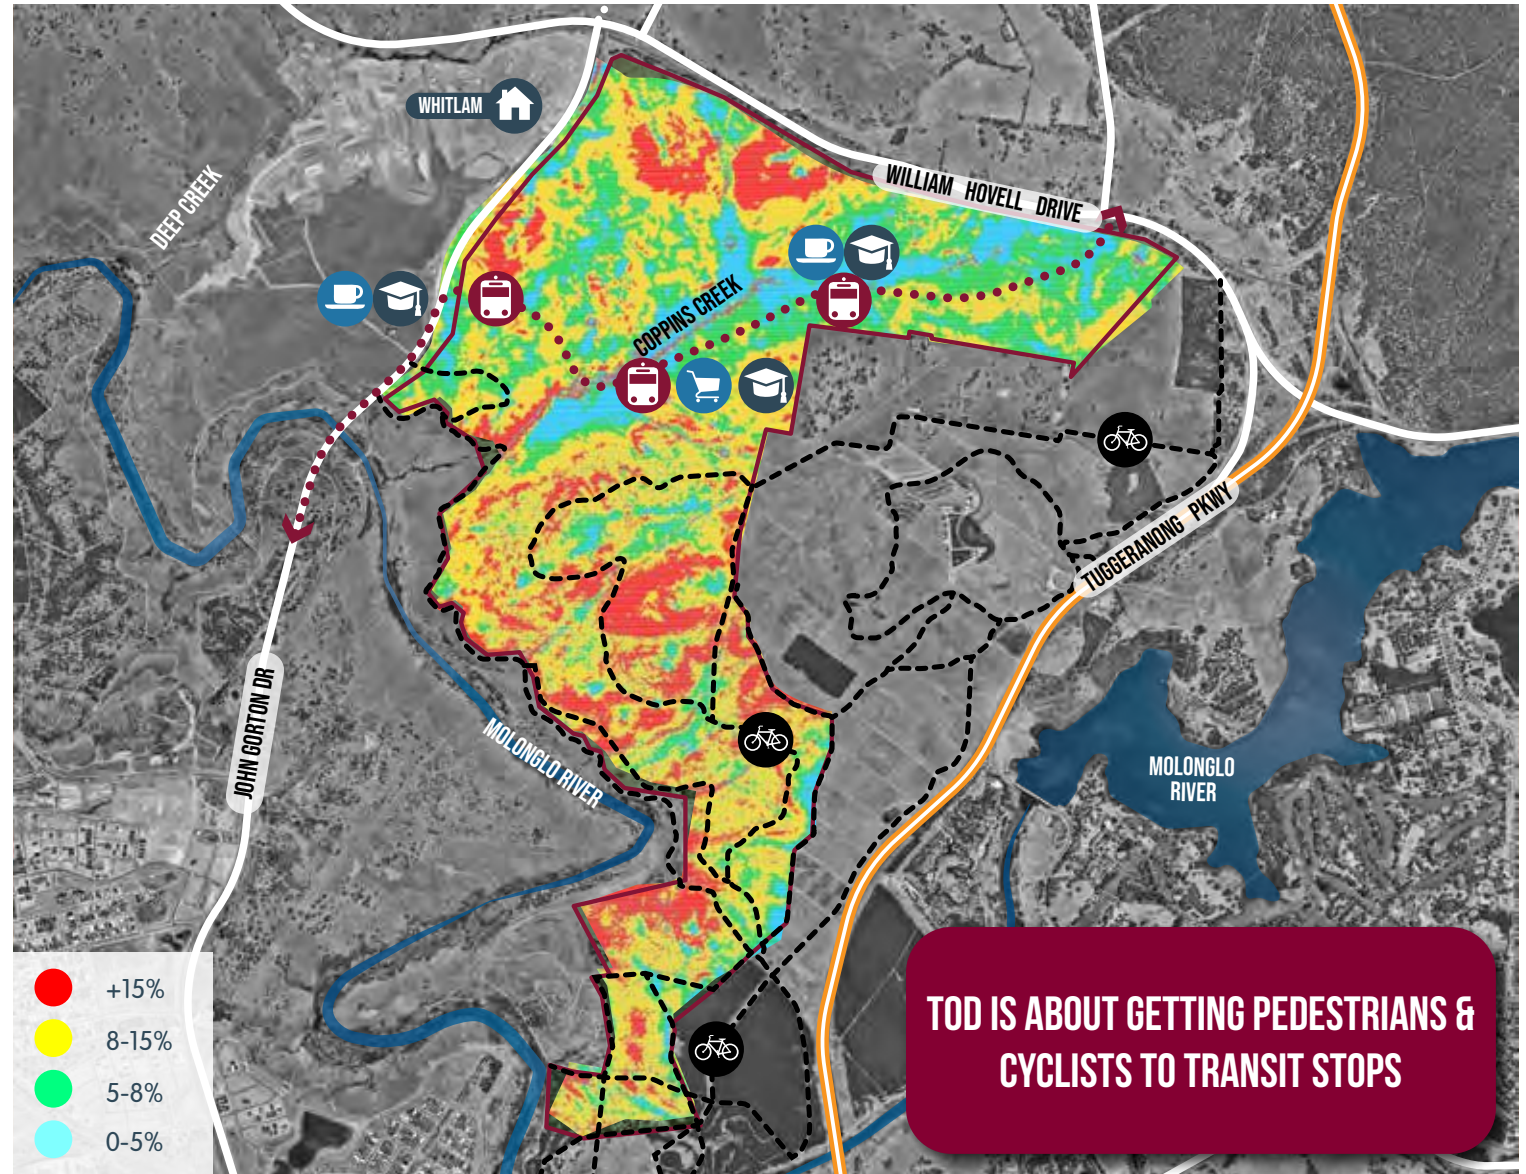 WHITLAM
DEEP CREEK
WILLIAM HOVELL DRIVE
COPPINS CREEK
TUGGERANONG PKWY
JOHN GORTON DR
MOLONGLO RIVER
MOLONGLO
RIVER
+15%
8-15%
5-8%
0-5%
TOD IS ABOUT GETTING PEDESTRIANS &
CYCLISTS TO TRANSIT STOPS